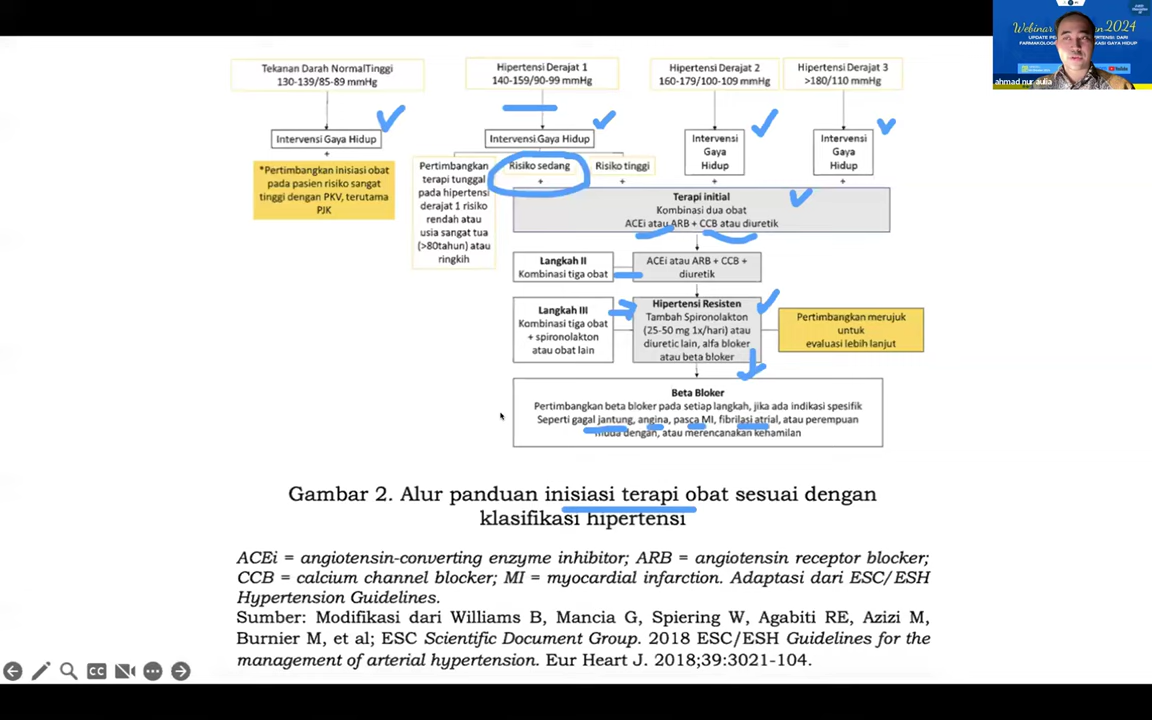 Webinar
2024
UPDATE
HIPERTENSI: DARI
GAYA HIDUP
YouTube
ahmad nur aulia
Tekanan Darah NormalTinggi
130-139/85-89 mmHg
Hipertensi Derajat 1
140-159/90-99 mmHg
Hipertensi Derajat 2
160-179/100-109 mmHg
Hipertensi Derajat 3
>180/110 mmHg
Intervensi Gaya Hidup
+
Intervensi Gaya Hidup
Intervensi
Gaya
Hidup
+
Intervensi
Gaya
Hidup
+
*Pertimbangkan inisiasi obat
pada pasien risiko sangat
tinggi dengan PKV, terutama
PJK
Pertimbangkan
terapi tunggal
pada hipertensi
derajat 1 risiko
rendah atau
usia sangat tua
(>80tahun) atau
ringkih
Risiko sedang
+
Risiko tinggi
+
Terapi initial
Kombinasi dua obat
ACEi atau ARB + CCB atau diuretik
Langkah II
Kombinasi tiga obat
ACEi atau ARB + CCB +
diuretik
Langkah III
Kombinasi tiga obat
+ spironolakton
atau obat lain
Hipertensi Resisten
Tambah Spironolakton
(25-50 mg 1x/hari) atau
diuretic lain, alfa bloker
atau beta bloker
Pertimbangkan merujuk
untuk
evaluasi lebih lanjut
Beta Bloker
Pertimbangkan beta bloker pada setiap langkah, jika ada indikasi spesifik
Seperti gagal jantung, angina, pasca MI, fibrilasi atrial, atau perempuan
muda dengan, atau merencanakan kehamilan
Gambar 2. Alur panduan inisiasi terapi obat sesuai dengan
klasifikasi hipertensi
ACEi = angiotensin-converting enzyme inhibitor; ARB = angiotensin receptor blocker;
CCB = calcium channel blocker; MI = myocardial infarction. Adaptasi dari ESC/ESH
Hypertension Guidelines.
Sumber: Modifikasi dari Williams B, Mancia G, Spiering W, Agabiti RE, Azizi M,
Burnier M, et al; ESC Scientific Document Group. 2018 ESC/ESH Guidelines for the
management of arterial hypertension. Eur Heart J. 2018;39:3021-104.
CC